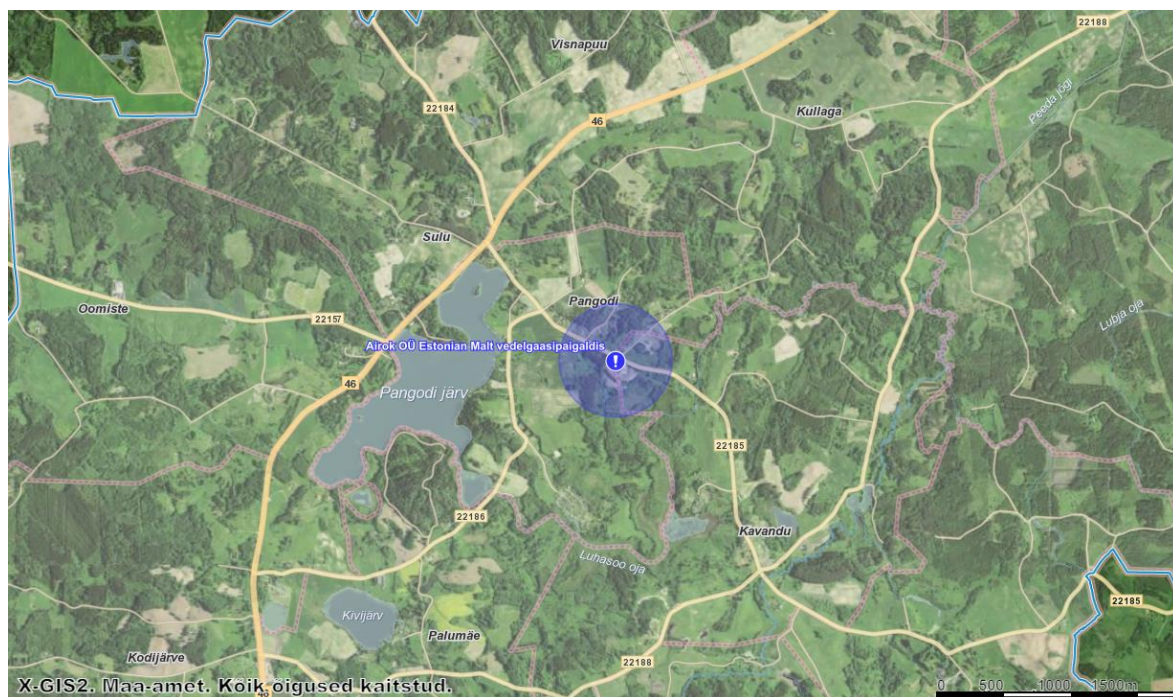 22188
Visnapuu
22184
46
Kullaga
Peeda jõgi
Sulu
Oomiste
22157
Pangodi
Airok OÜ Estonian Malt vedelgaasipaigaldis
Lubja oja
46
Pangodi järv
22185
22186
Kavandu
Luhasoo oja
22185
Kivijärv
Palumäe
Kodijärve
22188
X-GIS2. Maa-amet. Kõik õigused kaitstud.
0 500 1000 1500m